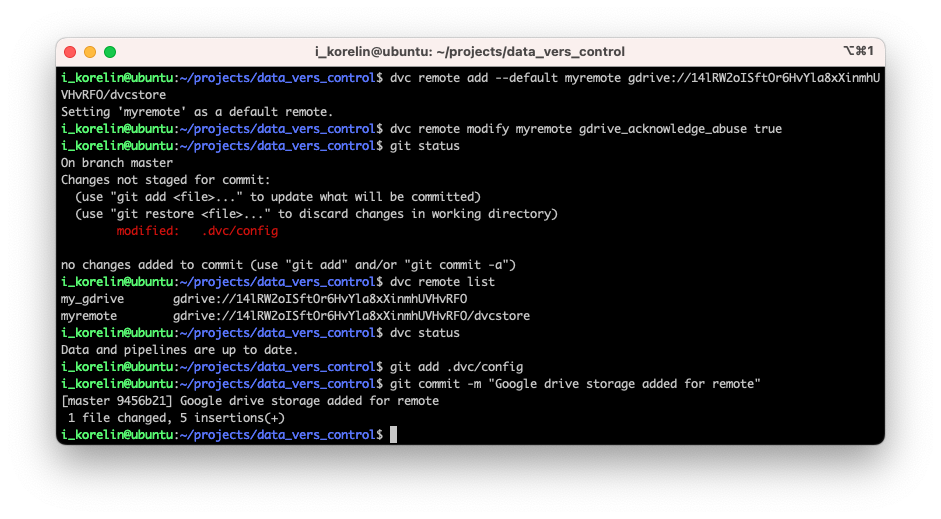 i_korelin@ubuntu: ~/projects/data_vers_control
⌥⌘1
i_korelin@ubuntu:~/projects/data_vers_control$ dvc remote add --default myremote gdrive://14lRW2oISftOr6HvYla8xXinmhU
VHvRFO/dvcstore
Setting 'myremote' as a default remote.
i_korelin@ubuntu:~/projects/data_vers_control$ dvc remote modify myremote gdrive_acknowledge_abuse true
i_korelin@ubuntu:~/projects/data_vers_control$ git status
On branch master
Changes not staged for commit:
  (use "git add <file>..." to update what will be committed)
  (use "git restore <file>..." to discard changes in working directory)
        modified:   .dvc/config

no changes added to commit (use "git add" and/or "git commit -a")
i_korelin@ubuntu:~/projects/data_vers_control$ dvc remote list
my_gdrive       gdrive://14lRW2oISftOr6HvYla8xXinmhUVHvRFO
myremote        gdrive://14lRW2oISftOr6HvYla8xXinmhUVHvRFO/dvcstore
i_korelin@ubuntu:~/projects/data_vers_control$ dvc status
Data and pipelines are up to date.
i_korelin@ubuntu:~/projects/data_vers_control$ git add .dvc/config
i_korelin@ubuntu:~/projects/data_vers_control$ git commit -m "Google drive storage added for remote"
[master 9456b21] Google drive storage added for remote
 1 file changed, 5 insertions(+)
i_korelin@ubuntu:~/projects/data_vers_control$